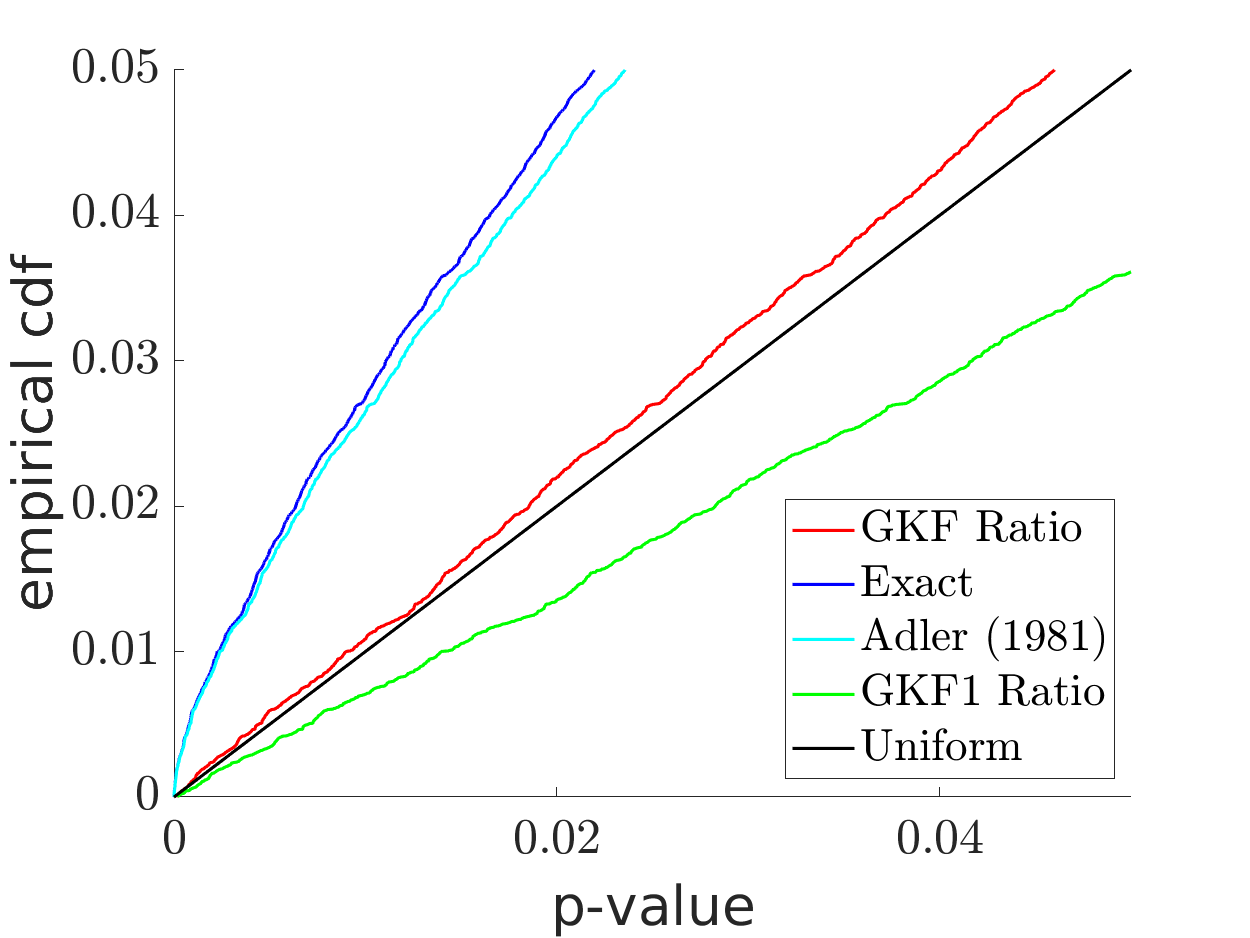 0.05
0.04
0.03
0.02
0.01
0
empirical cdf
GKF Ratio
Exact
Adler (1981)
GKF1 Ratio
Uniform
0 0.02 0.04
p-value